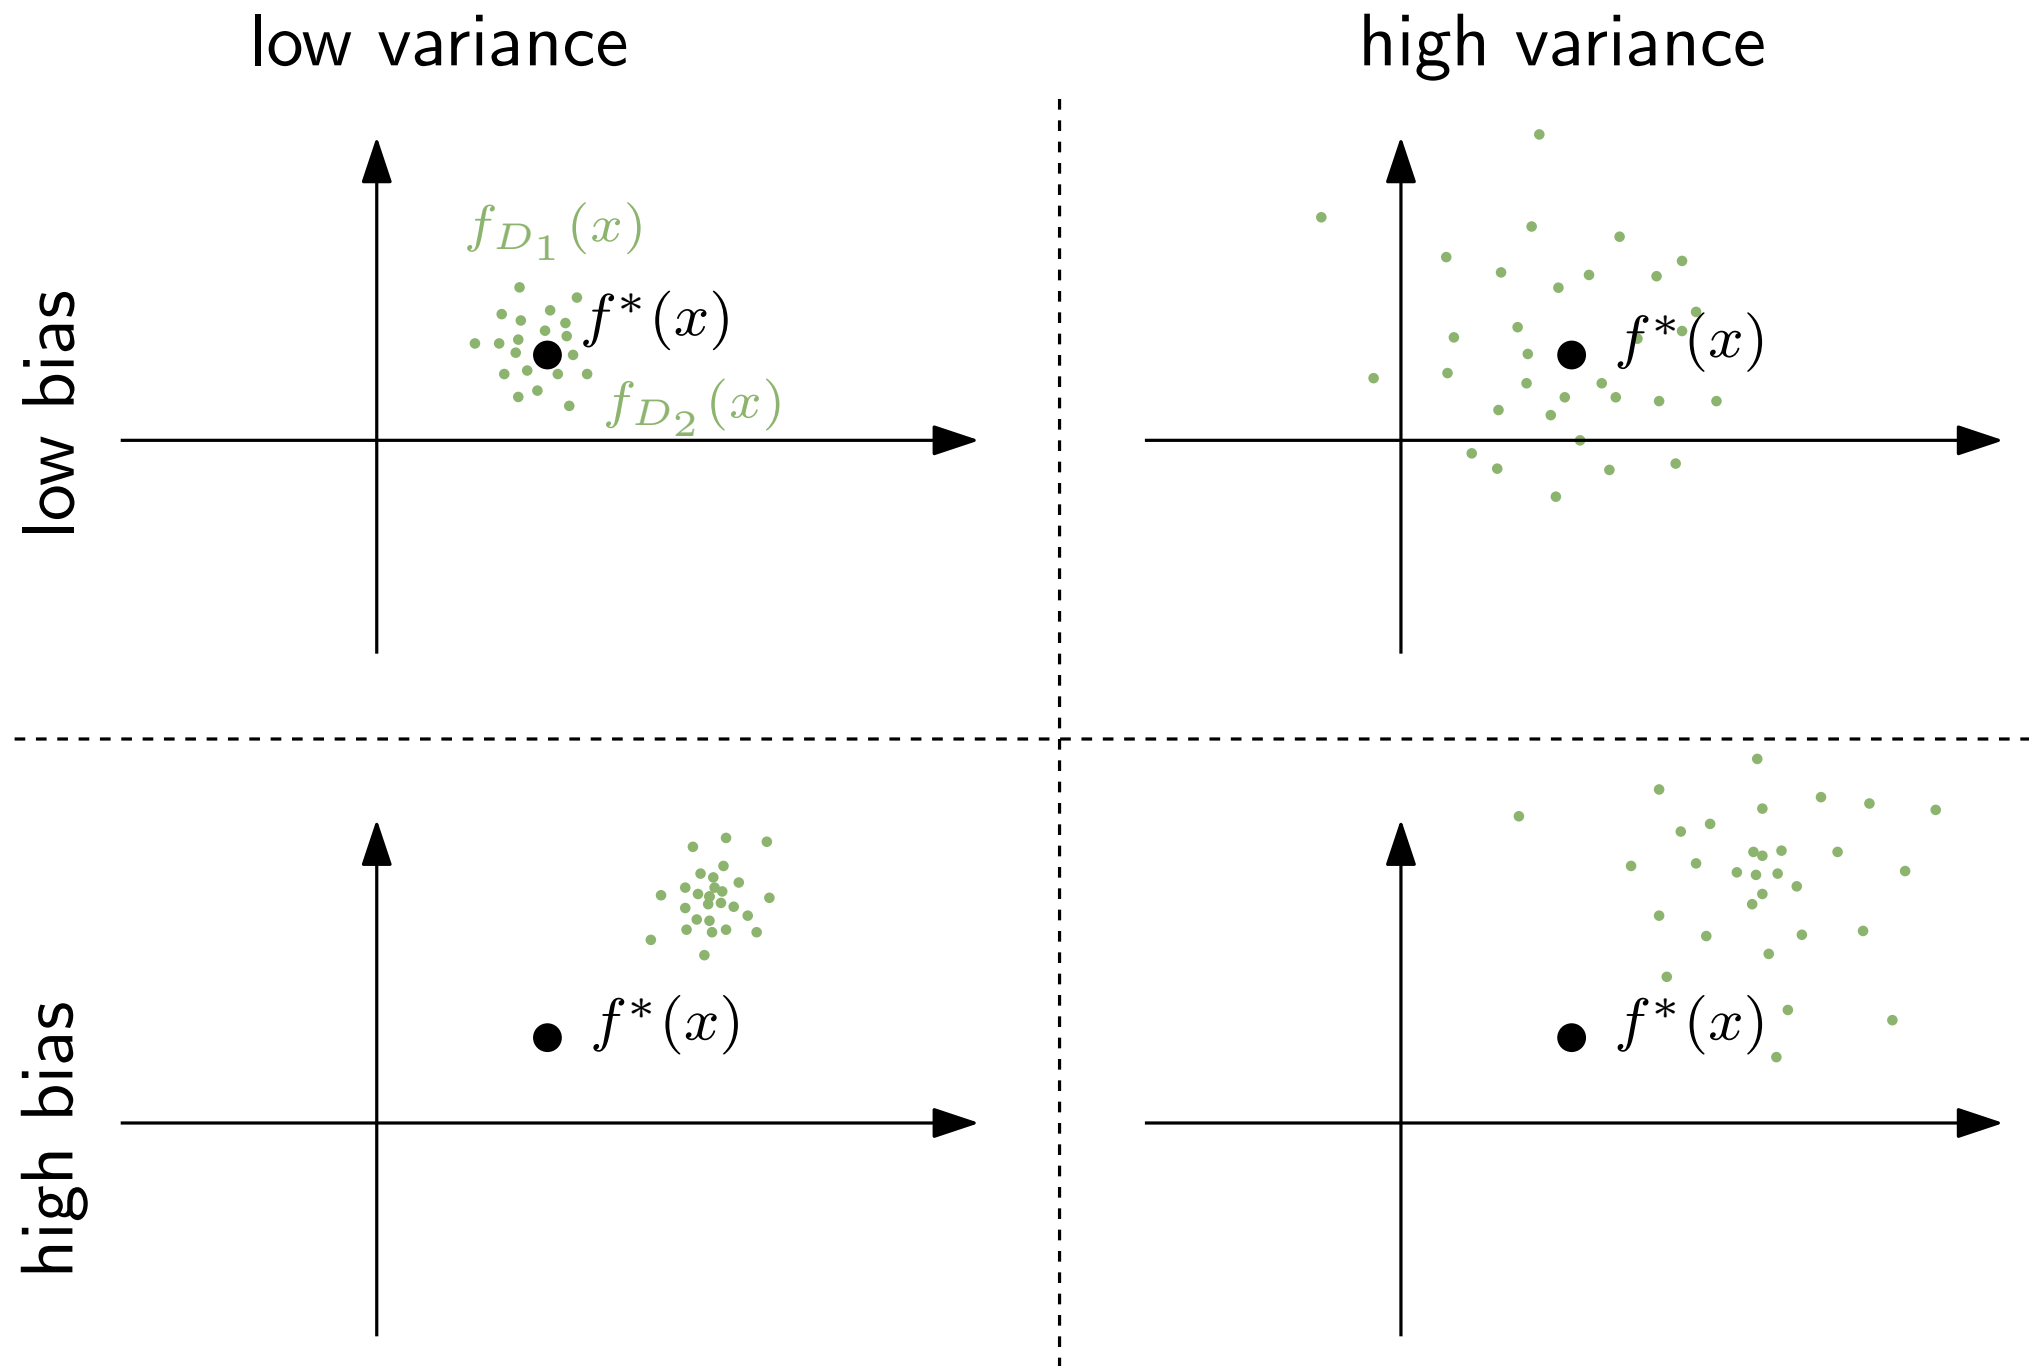 low variance
high variance
low bias
f_{D_1}(x)
f*(x)
f_{D_2}(x)
f*(x)
high bias
f*(x)
f*(x)